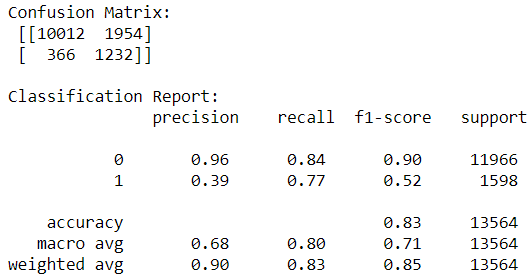 Confusion Matrix:
[[10012  1954]
[  366  1232]]
Classification Report:
precision    recall  f1-score   support
0       0.96      0.84      0.90     11966
1       0.39      0.77      0.52      1598
accuracy                           0.83     13564
macro avg       0.68      0.80      0.71     13564
weighted avg       0.90      0.83      0.85     13564